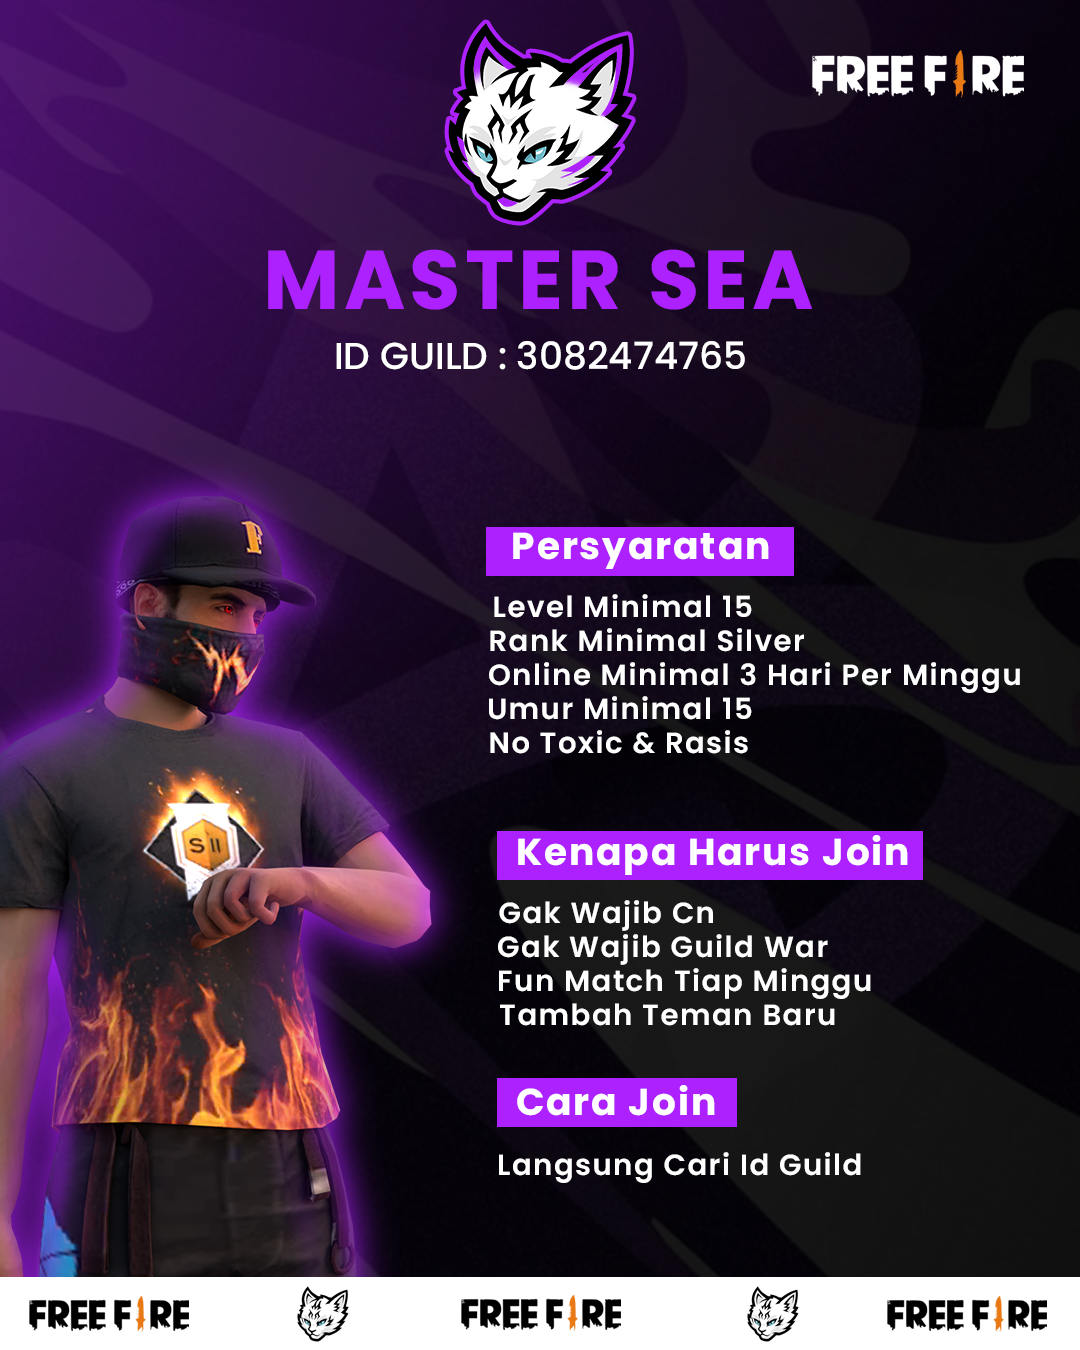 FREE FIRE
MASTER SEA
ID GUILD : 3082474765
F
Persyaratan
Level Minimal 15
Rank Minimal Silver
Online Minimal 3 Hari Per Minggu
Umur Minimal 15
No Toxic & Rasis
S II
Kenapa Harus Join
Gak Wajib Cn
Gak Wajib Guild War
Fun Match Tiap Minggu
Tambah Teman Baru
Cara Join
Langsung Cari Id Guild
FREE FIRE
FREE FIRE
FREE FIRE